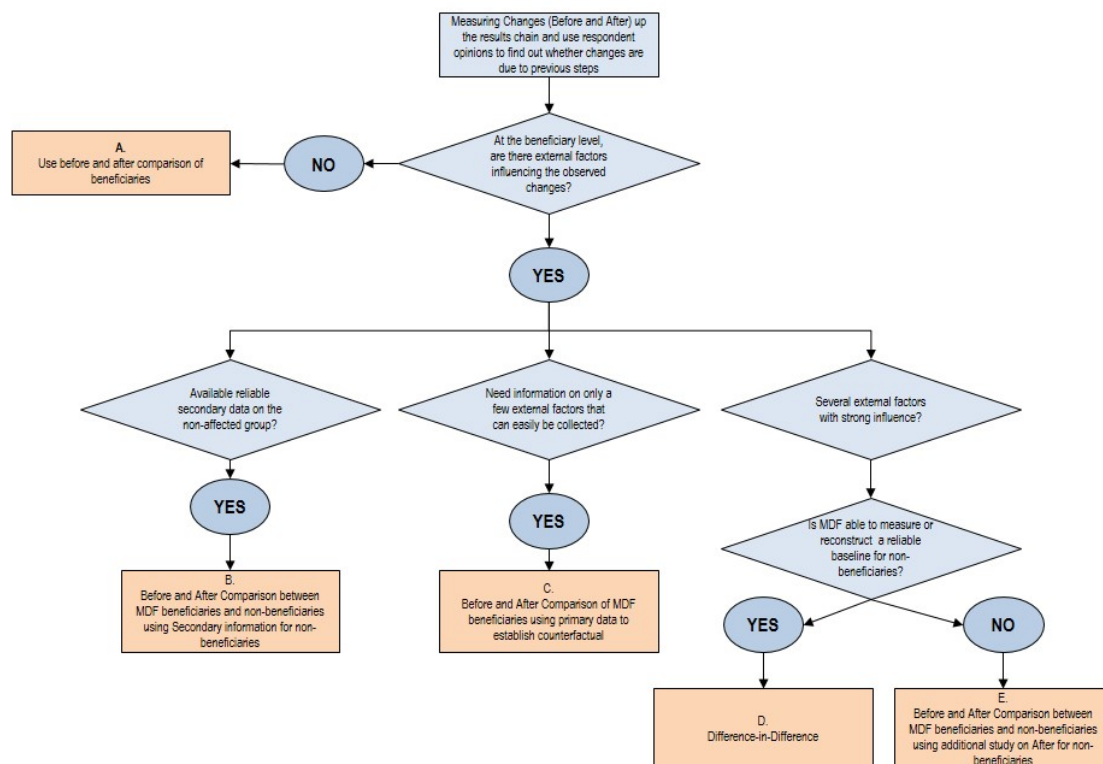 Measuring Changes (Before and After) up
the results chain and use respondent
opinions to find out whether changes are
due to previous steps
At the beneficiary level,
are there external factors
influencing the observed
changes?
NO
A.
Use before and after comparison of
beneficiaries
YES
Available reliable
secondary data on the
non-affected group?
Need information on only a
few external factors that
can easily be collected?
Several external factors
with strong influence?
YES
YES
Is MDF able to measure or
reconstruct a reliable
baseline for non-
beneficiaries?
B.
Before and After Comparison between
MDF beneficiaries and non-beneficiaries
using Secondary information for non-
beneficiaries
C.
Before and After Comparison of MDF
beneficiaries using primary data to
establish counterfactual
YES
NO
D.
Difference-in-Difference
E.
Before and After Comparison between
MDF beneficiaries and non-beneficiaries
using additional study on After for non-
beneficiaries